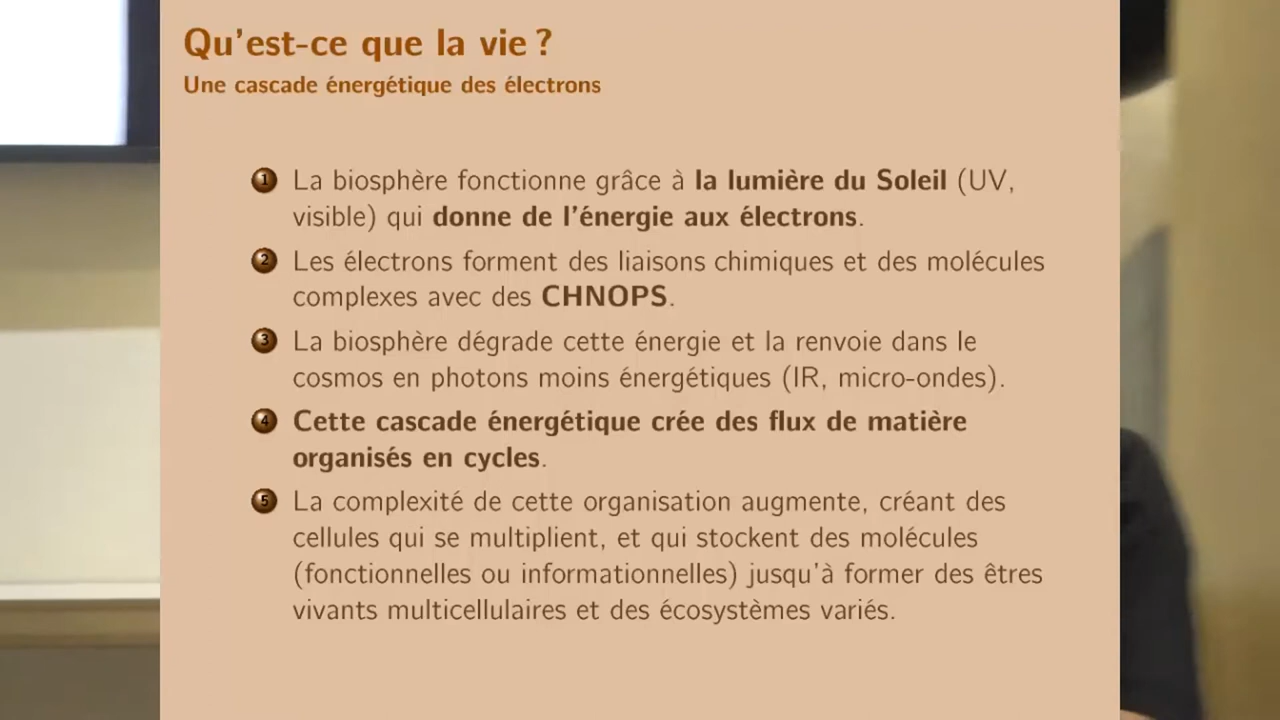 Qu'est-ce que la vie ?
Une cascade énergétique des électrons
1 La biosphère fonctionne grâce à la lumière du Soleil (UV,
visible) qui donne de l'énergie aux électrons.
2 Les électrons forment des liaisons chimiques et des molécules
complexes avec des CHNOPS.
3 La biosphère dégrade cette énergie et la renvoie dans le
cosmos en photons moins énergétiques (IR, micro-ondes).
4 Cette cascade énergétique crée des flux de matière
organisés en cycles.
5 La complexité de cette organisation augmente, créant des
cellules qui se multiplient, et qui stockent des molécules
(fonctionnelles ou informationnelles) jusqu'à former des êtres
vivants multicellulaires et des écosystèmes variés.